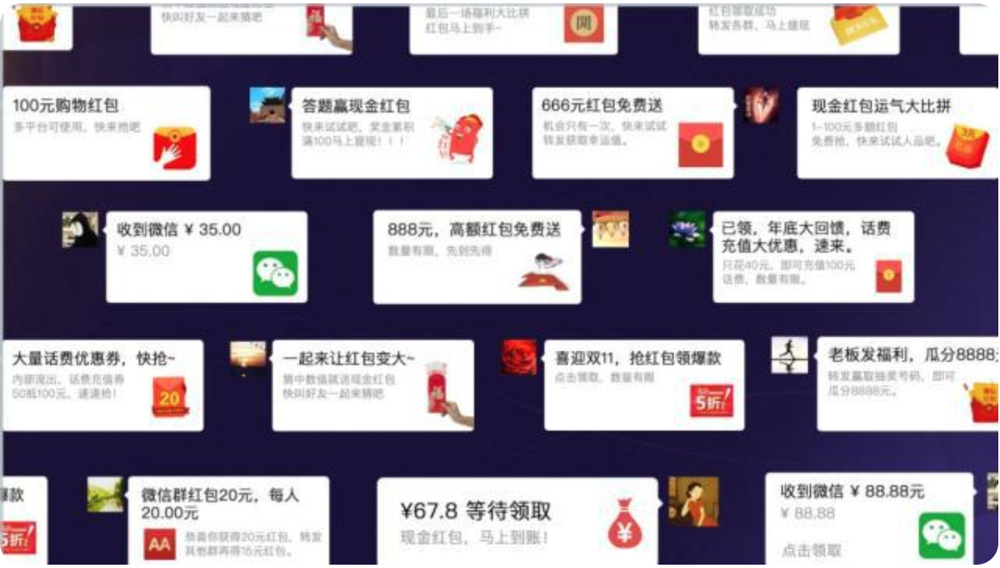 快叫好友一起来猜吧
最后一场福利大比拼
红包马上到手~
開
红包领取成功
转发各群，马上提现
100元购物红包
多平台可使用，快来抢吧
答题赢现金红包
快来试试吧，奖金累积
满100马上提现！！！
666元红包免费送
机会只有一次，快来试试
转发获取幸运值。
现金红包运气大比拼
1-100元多额红包
免费抢，快来试试人品吧。
收到微信 ¥ 35.00
¥ 35.00
888元，高额红包免费送
数量有限，先到先得
已领，年底大回馈，话费
充值大优惠，速来。
只花40元，即可充值100元
话费，数量有限。
大量话费优惠券，快抢~
内部流出，话费充值券
50抵100元，速速抢！
20
一起来让红包变大~
猜中数值就送现金红包
快叫好友一起来猜吧
福
喜迎双11，抢红包领爆款
点击领取，数量有限
5折!
老板发福利，瓜分8888
转发赢取抽奖号码，即可
瓜分8888元。
爆款
5折!
微信群红包20元，每人
20.00元
AA
恭喜你获得20元红包，转发
其他群再得15元红包。
¥67.8 等待领取
现金红包，马上到账！
¥
收到微信 ¥ 88.88元
¥ 88.88
点击领取